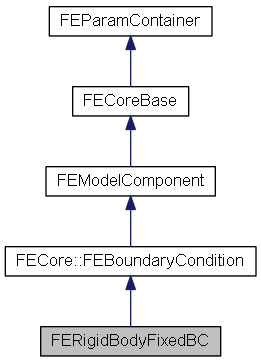 FEParamContainer
FECoreBase
FEModelComponent
FECore::FEBoundaryCondition
FERigidBodyFixedBC